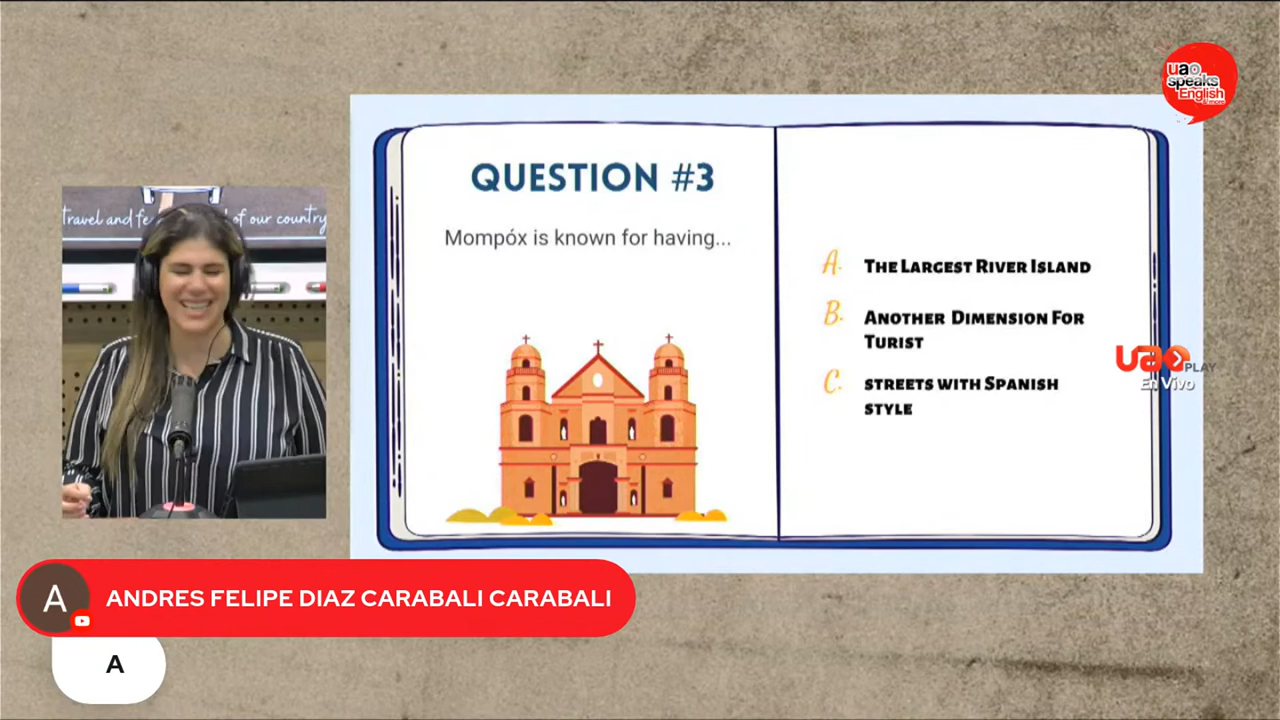 uao
speaks
English
QUESTION #3
Mompóx is known for having...
A. THE LARGEST RIVER ISLAND
B. ANOTHER DIMENSION FOR
TURIST
C. STREETS WITH SPANISH
STYLE
travel and fe
of our country
uao
PLAY
En Vivo
A
ANDRES FELIPE DIAZ CARABALI CARABALI
A